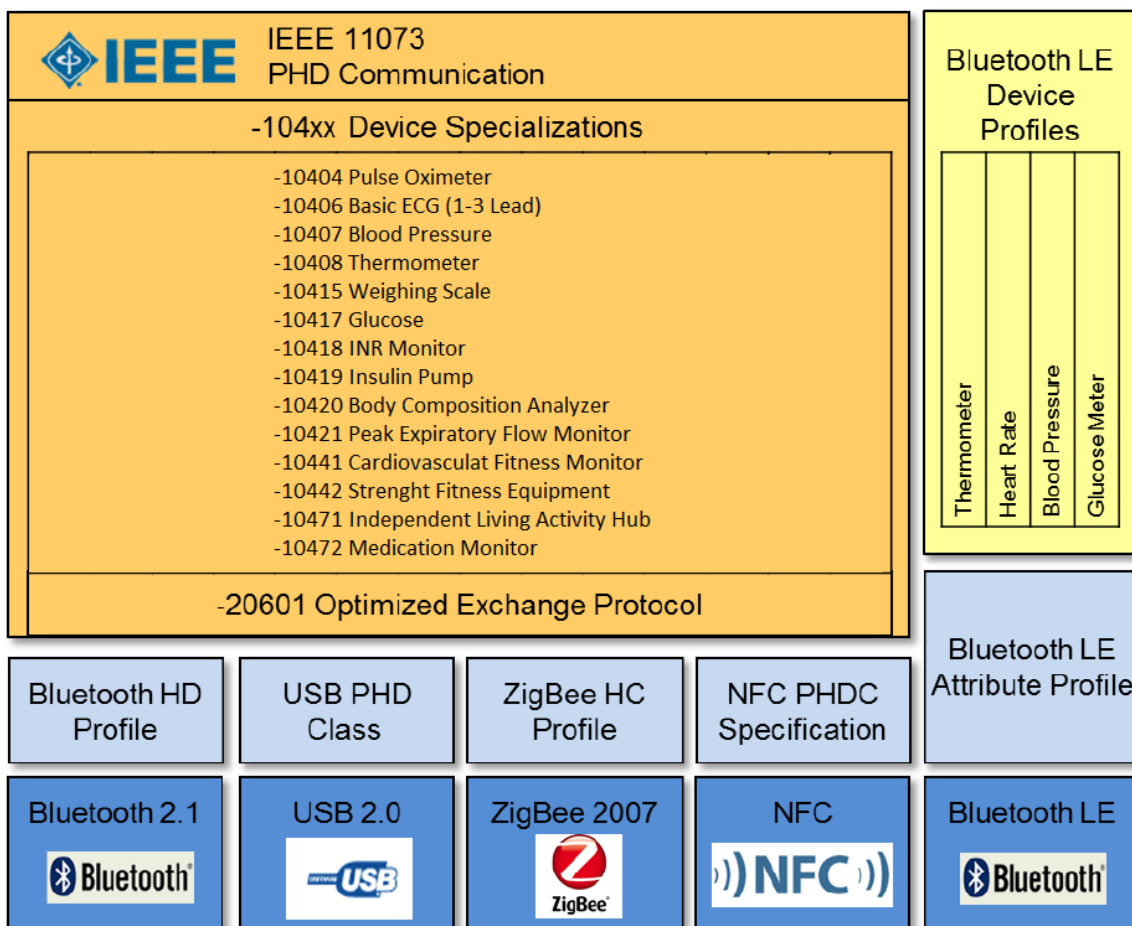 IEEE
IEEE 11073
PHD Communication
-104xx Device Specializations
-10404 Pulse Oximeter
-10406 Basic ECG (1-3 Lead)
-10407 Blood Pressure
-10408 Thermometer
-10415 Weighing Scale
-10417 Glucose
-10418 INR Monitor
-10419 Insulin Pump
-10420 Body Composition Analyzer
-10421 Peak Expiratory Flow Monitor
-10441 Cardiovasculat Fitness Monitor
-10442 Strenght Fitness Equipment
-10471 Independent Living Activity Hub
-10472 Medication Monitor
-20601 Optimized Exchange Protocol
Bluetooth LE
Device
Profiles
Thermometer
Heart Rate
Blood Pressure
Glucose Meter
Bluetooth HD
Profile
USB PHD
Class
ZigBee HC
Profile
NFC PHDC
Specification
Bluetooth LE
Attribute Profile
Bluetooth 2.1
Bluetooth®
USB 2.0
USB
ZigBee 2007
ZigBee®
NFC
NFC
Bluetooth LE
Bluetooth®